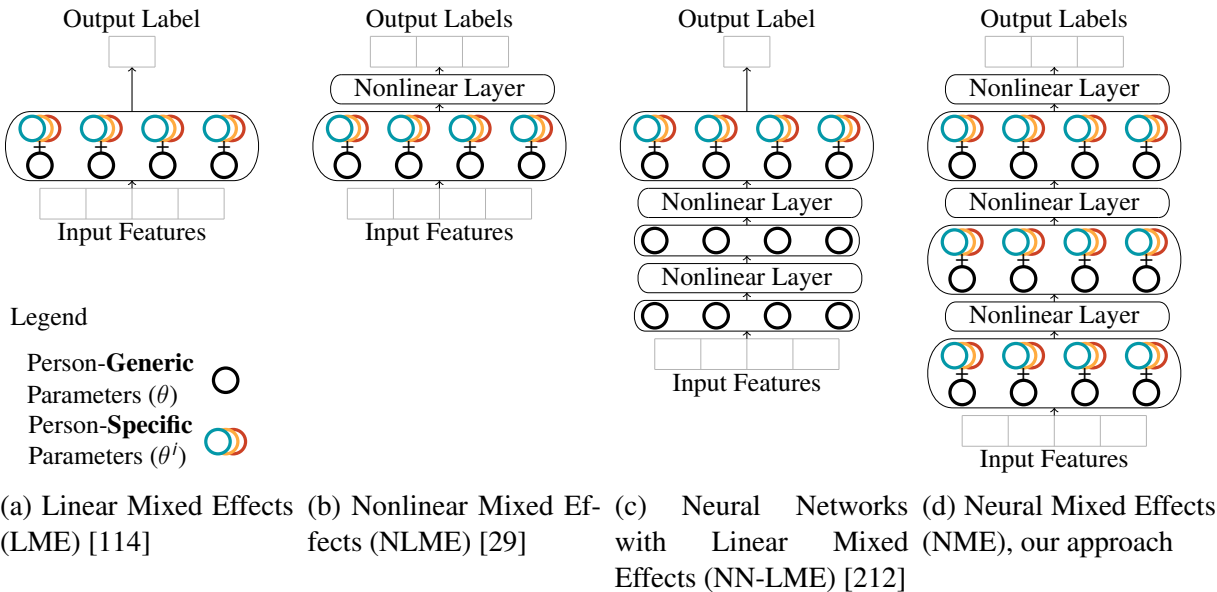 Output Label
Input Features
Output Labels
Nonlinear Layer
Input Features
Output Label
Nonlinear Layer
Nonlinear Layer
Input Features
Output Labels
Nonlinear Layer
Nonlinear Layer
Nonlinear Layer
Input Features
Legend
Person-Generic
Parameters (θ)
Person-Specific
Parameters (θⁱ)
(a) Linear Mixed Effects
(LME) [114]
(b) Nonlinear Mixed Ef-
fects (NLME) [29]
(c) Neural Networks
with Linear Mixed
Effects (NN-LME) [212]
(d) Neural Mixed Effects
(NME), our approach